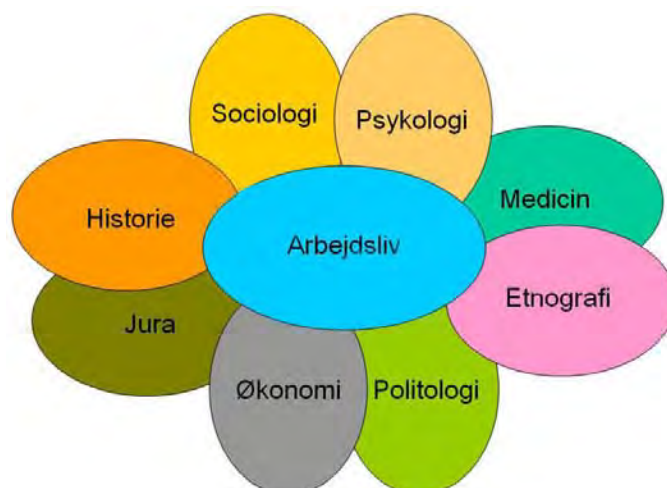 Sociologi
Psykologi
Historie
Medicin
Arbejdsliv
Etnografi
Jura
Økonomi
Politologi